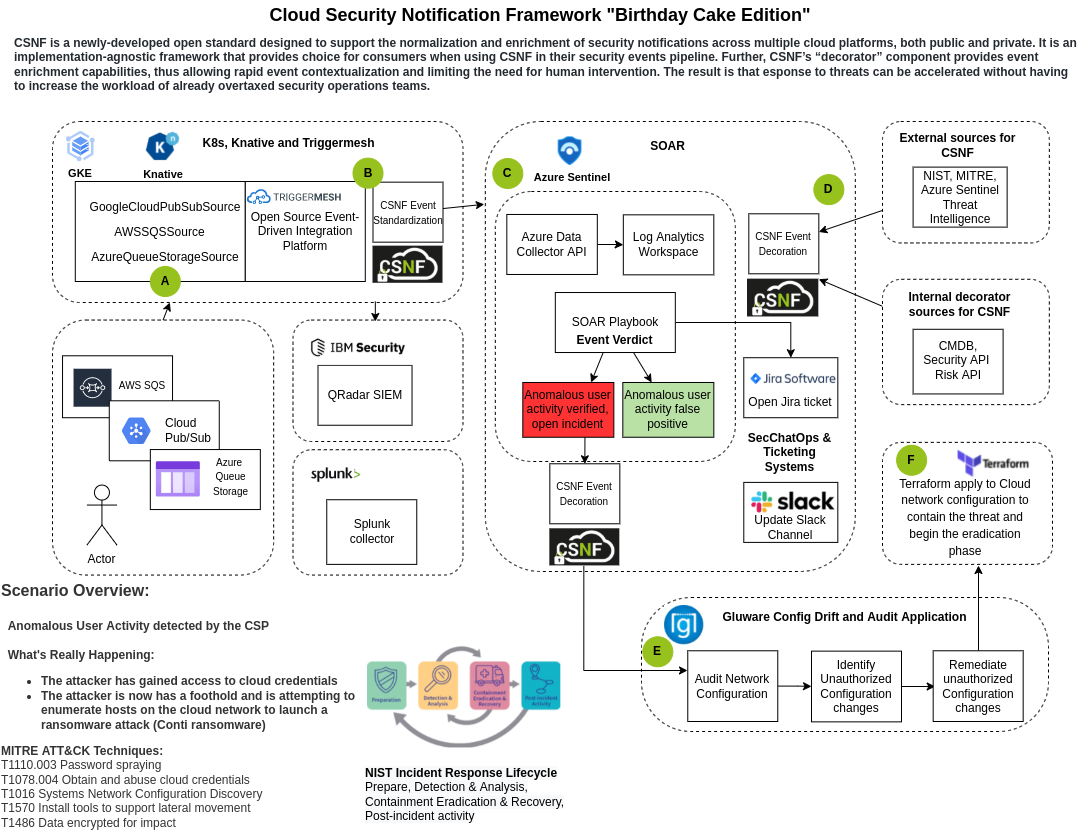 Cloud Security Notification Framework "Birthday Cake Edition"
CSNF is a newly-developed open standard designed to support the normalization and enrichment of security notifications across multiple cloud platforms, both public and private. It is an
implementation-agnostic framework that provides choice for consumers when using CSNF in their security events pipeline. Further, CSNF's “decorator” component provides event
enrichment capabilities, thus allowing rapid event contextualization and limiting the need for human intervention. The result is that esponse to threats can be accelerated without having
to increase the workload of already overtaxed security operations teams.
GKE
Knative
K8s, Knative and Triggermesh
B
GoogleCloudPubSubSource
AWSSQSSource
AzureQueueStorageSource
A
TRIGGERMESH
Open Source Event-
Driven Integration
Platform
CSNF Event
Standardization
CSNF
AWS SQS
Cloud
Pub/Sub
Azure
Queue
Storage
Actor
IBM Security
QRadar SIEM
splunk>
Splunk
collector
C
Azure Sentinel
SOAR
D
Azure Data
Collector API
Log Analytics
Workspace
SOAR Playbook
Event Verdict
Anomalous user
activity verified,
open incident
Anomalous user
activity false
positive
CSNF Event
Decoration
CSNF
CSNF Event
Decoration
CSNF
Jira Software
Open Jira ticket
SecChatOps &
Ticketing
Systems
slack
Update Slack
Channel
External sources for
CSNF
NIST, MITRE,
Azure Sentinel
Threat
Intelligence
Internal decorator
sources for CSNF
CMDB,
Security API
Risk API
F
Terraform
Terraform apply to Cloud
network configuration to
contain the threat and
begin the eradication
phase
g
E
Gluware Config Drift and Audit Application
Audit Network
Configuration
Identify
Unauthorized
Configuration
changes
Remediate
unauthorized
Configuration
changes
Scenario Overview:
Anomalous User Activity detected by the CSP
What's Really Happening:
• The attacker has gained access to cloud credentials
• The attacker is now has a foothold and is attempting to
enumerate hosts on the cloud network to launch a
ransomware attack (Conti ransomware)
MITRE ATT&CK Techniques:
T1110.003 Password spraying
T1078.004 Obtain and abuse cloud credentials
T1016 Systems Network Configuration Discovery
T1570 Install tools to support lateral movement
T1486 Data encrypted for impact
Preparation
Detection &
Analysis
Containment
Eradication &
Recovery
Post-Incident
Activity
NIST Incident Response Lifecycle
Prepare, Detection & Analysis,
Containment Eradication & Recovery,
Post-incident activity